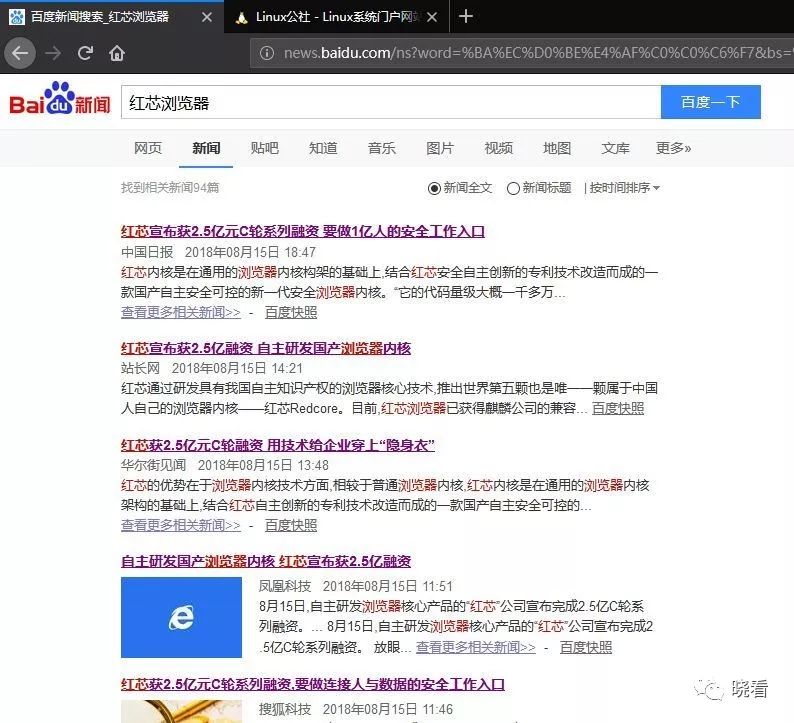 百度新闻搜索_红芯浏览器
Linux公社 - Linux系统门户网站
news.baidu.com/ns?word=%BA%EC%D0%BE%E4%AF%C0%C0%C6%F7&bs=
Baidu新闻
红芯浏览器
百度一下
网页 新闻 贴吧 知道 音乐 图片 视频 地图 文库 更多»
找到相关新闻94篇 新闻全文 新闻标题 | 按时间排序
红芯宣布获2.5亿元C轮系列融资 要做1亿人的安全工作入口
中国日报 2018年08月15日 18:47
红芯内核是在通用的浏览器内核构架的基础上,结合红芯安全自主创新的专利技术改造而成的一
款国产自主安全可控的新一代安全浏览器内核。“它的代码量级大概一千多万...
查看更多相关新闻>> - 百度快照
红芯宣布获2.5亿融资 自主研发国产浏览器内核
站长网 2018年08月15日 14:21
红芯通过研发具有我国自主知识产权的浏览器核心技术,推出世界第五颗也是唯一一颗属于中国
人自己的浏览器内核——红芯Redcore。目前,红芯浏览器已获得麒麟公司的兼容... 百度快照
红芯获2.5亿元C轮融资 用技术给企业穿上“隐身衣”
华尔街见闻 2018年08月15日 13:48
红芯的优势在于浏览器内核技术方面,相较于普通浏览器内核,红芯内核是在通用的浏览器内核
架构的基础上,结合红芯自主创新的专利技术改造而成的一款国产自主安全可控的...
查看更多相关新闻>> - 百度快照
自主研发国产浏览器内核 红芯宣布获2.5亿融资
凤凰科技 2018年08月15日 11:51
8月15日,自主研发浏览器核心产品的“红芯”公司宣布完成2.5亿C轮系
列融资。... 8月15日,自主研发浏览器核心产品的“红芯”公司宣布完成2
.5亿C轮系列融资。 放眼... 查看更多相关新闻>> - 百度快照
红芯获2.5亿元C轮系列融资,要做连接人与数据的安全工作入口
搜狐科技 2018年08月15日 11:46
晓看